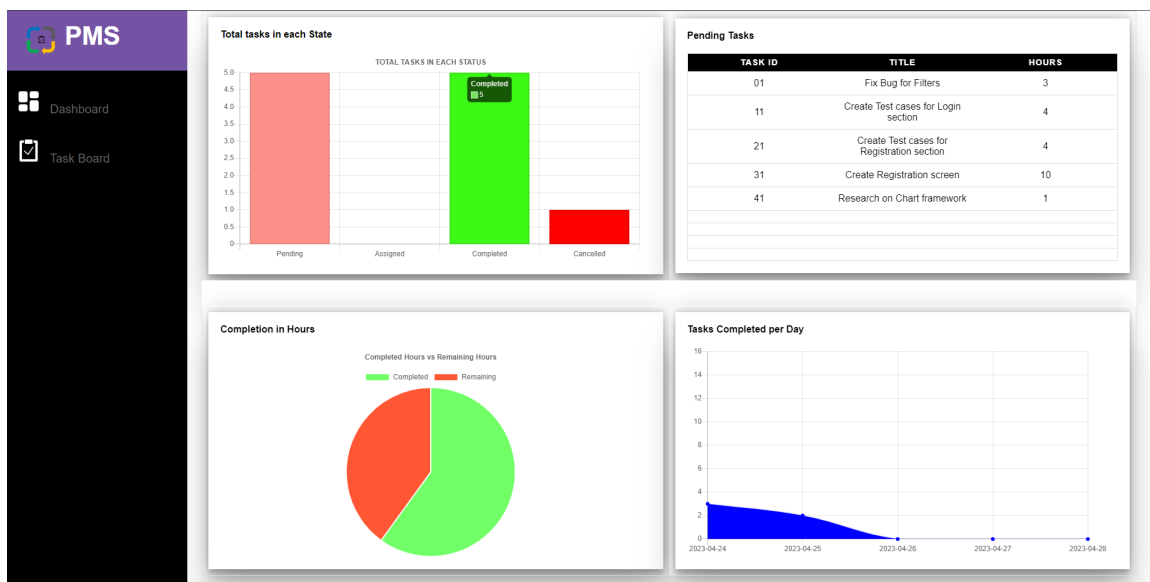 PMS
Dashboard
Task Board
Total tasks in each State
TOTAL TASKS IN EACH STATUS
5.0
4.5
4.0
3.5
3.0
2.5
2.0
1.5
1.0
0.5
0
Completed
5
Pending Assigned Completed Cancelled
Pending Tasks
TASK ID TITLE HOURS
01 Fix Bug for Filters 3
11 Create Test cases for Login section 4
21 Create Test cases for Registration section 4
31 Create Registration screen 10
41 Research on Chart framework 1
Completion in Hours
Completed Hours vs Remaining Hours
Completed Remaining
Tasks Completed per Day
16
14
12
10
8
6
4
2
0
2023-04-24 2023-04-25 2023-04-26 2023-04-27 2023-04-28